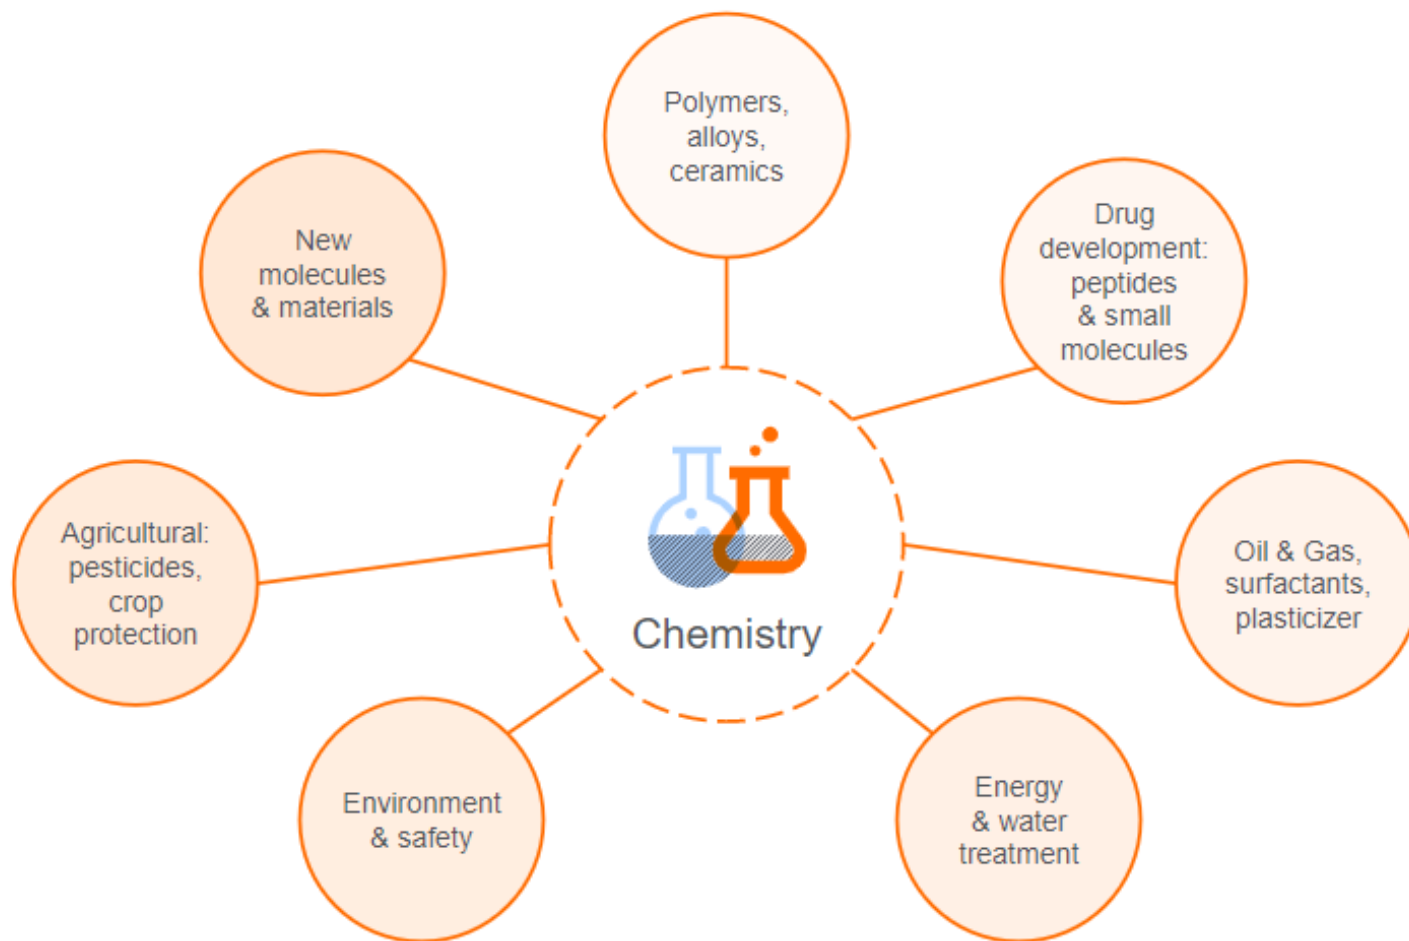 Polymers,
alloys,
ceramics
New
molecules
& materials
Drug
development:
peptides
& small
molecules
Agricultural:
pesticides,
crop
protection
Chemistry
Oil & Gas,
surfactants,
plasticizer
Environment
& safety
Energy
& water
treatment